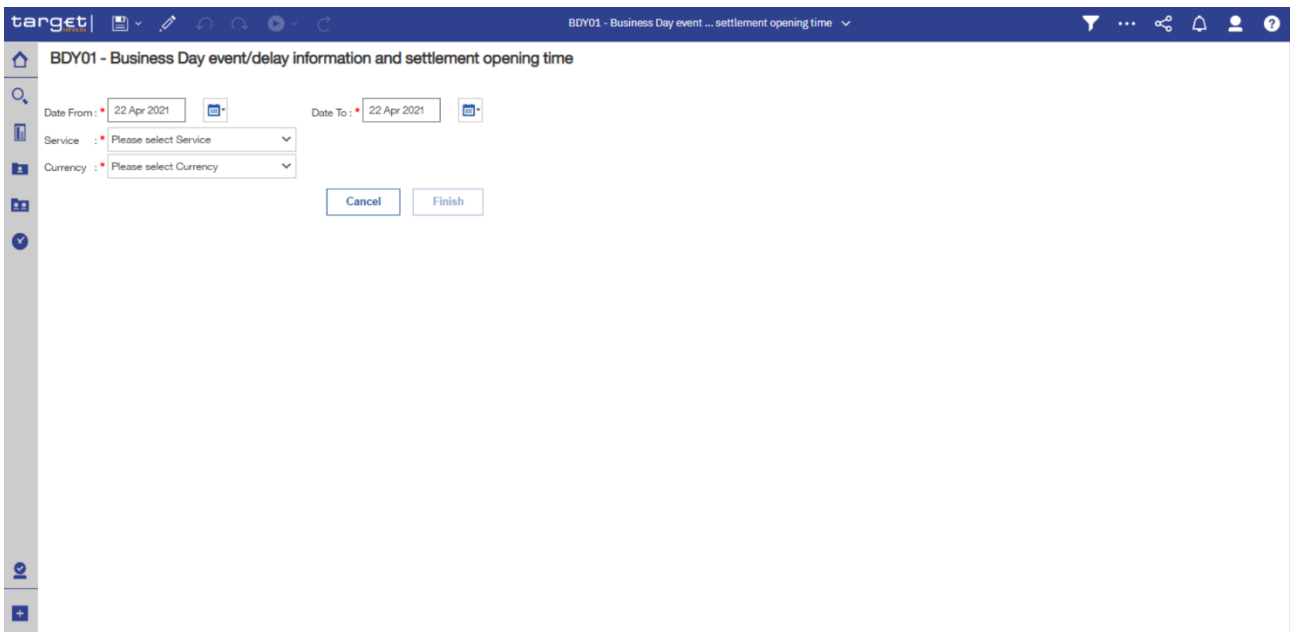 target| BDY01 - Business Day event ... settlement opening time
services
BDY01 - Business Day event/delay information and settlement opening time
Date From : * 22 Apr 2021 Date To : * 22 Apr 2021
Service : * Please select Service
Currency : * Please select Currency
Cancel Finish